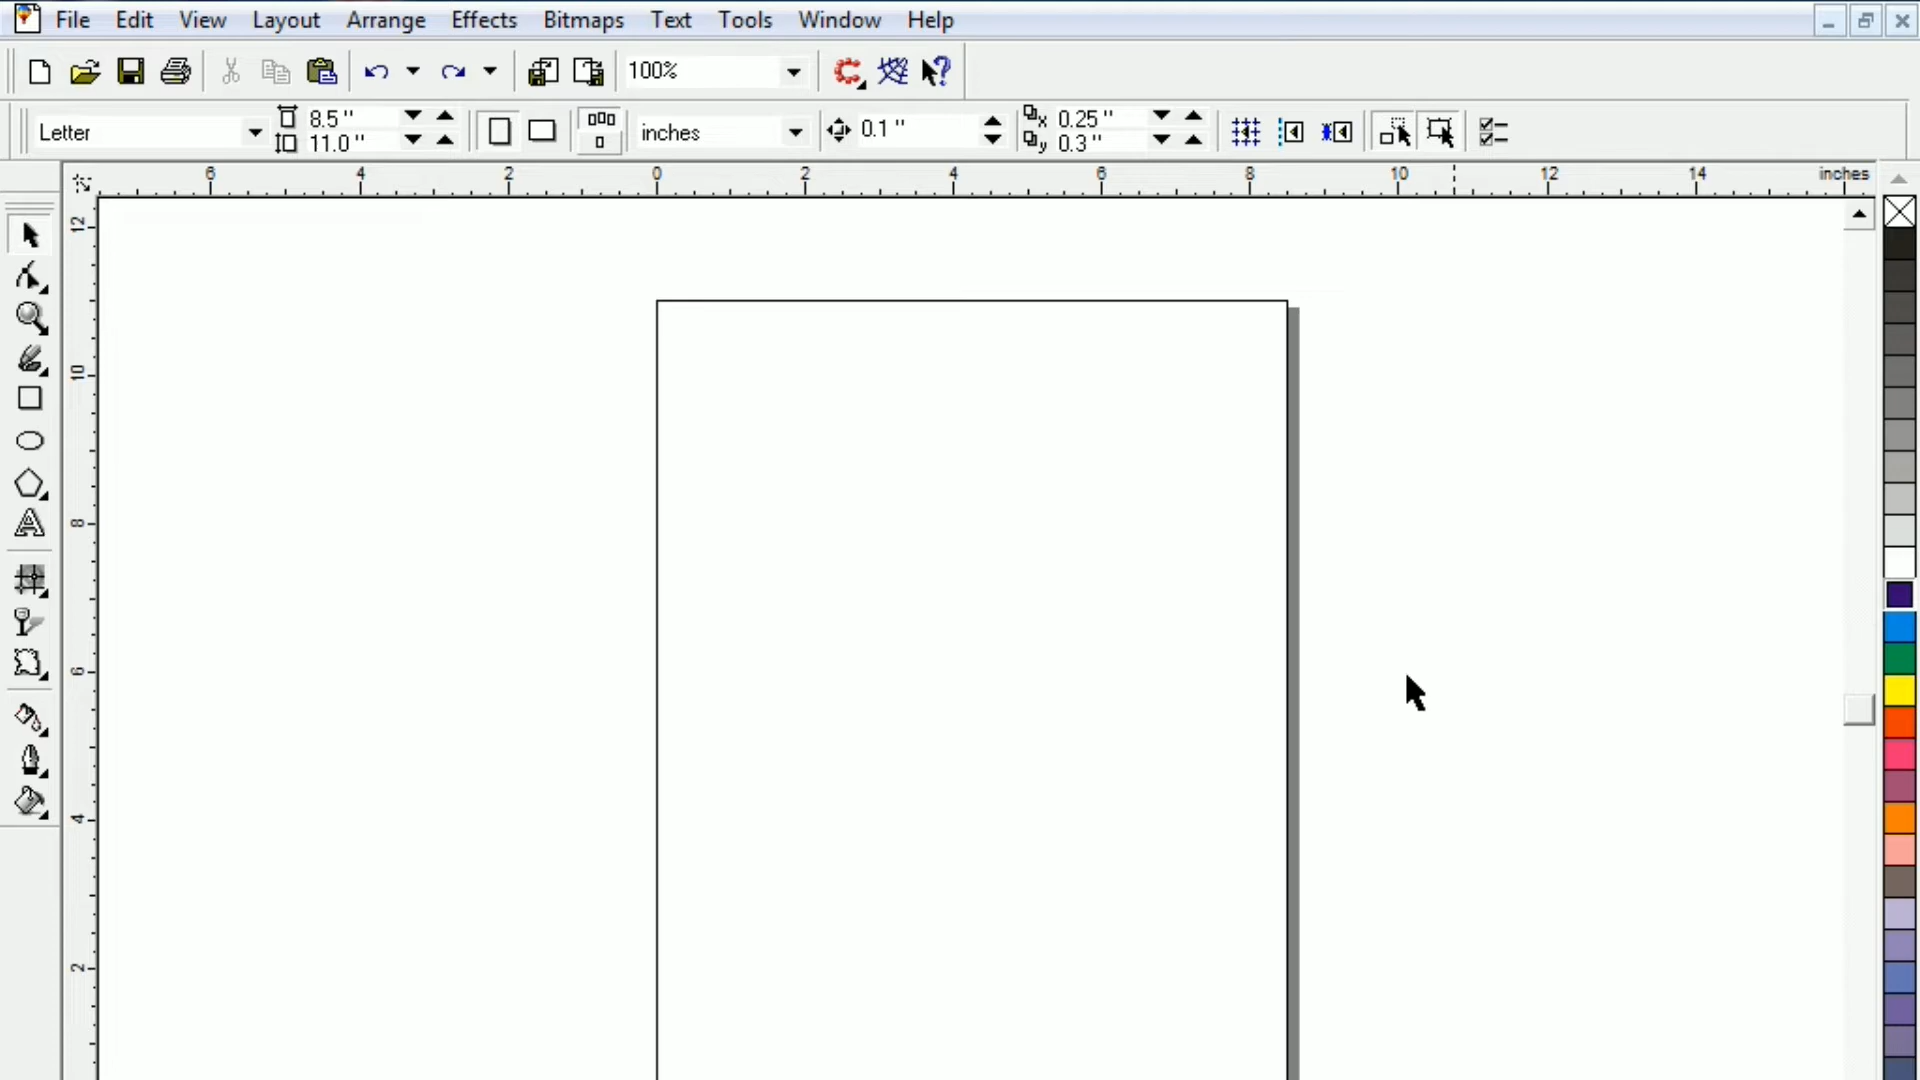 File Edit View Layout Arrange Effects Bitmaps Text Tools Window Help
100%
Letter 8.5" inches 0.1" 0.25"
11.0" 0.3"
6 4 2 0 2 4 6 8 10 12 14 inches
12
10
8
6
4
2